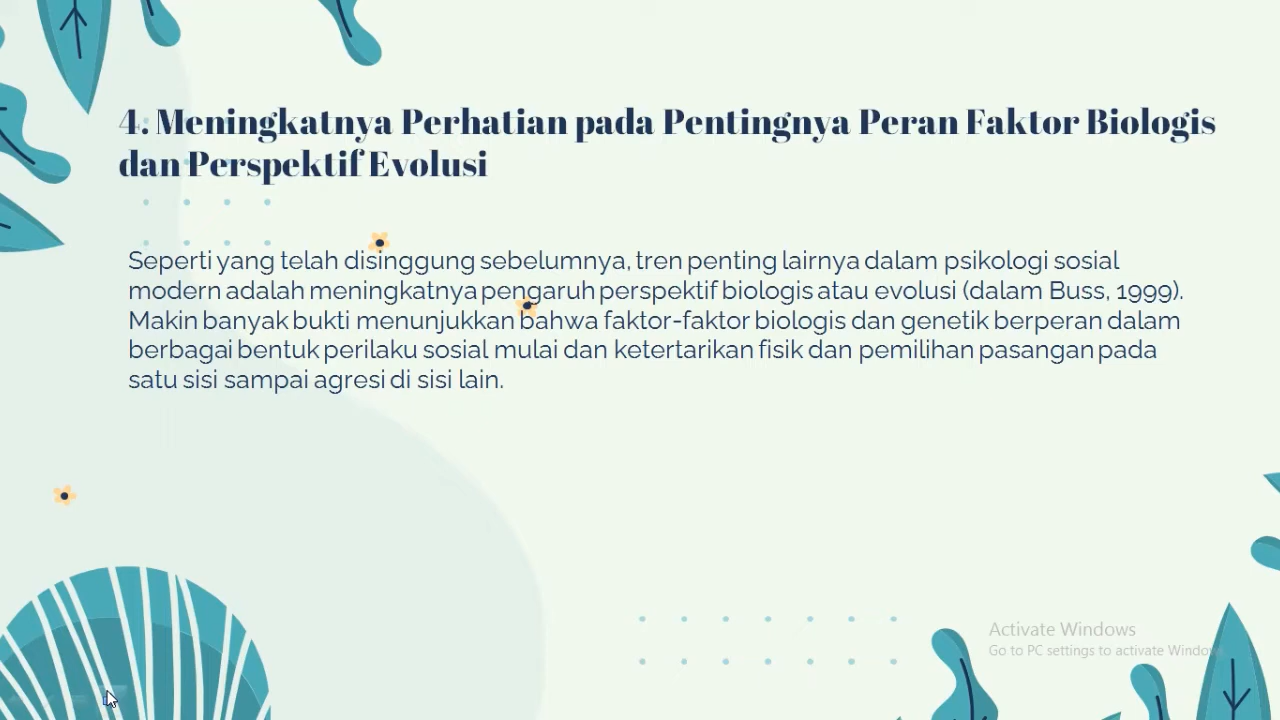 4. Meningkatnya Perhatian pada Pentingnya Peran Faktor Biologis
dan Perspektif Evolusi
Seperti yang telah disinggung sebelumnya, tren penting lairnya dalam psikologi sosial
modern adalah meningkatnya pengaruh perspektif biologis atau evolusi (dalam Buss, 1999).
Makin banyak bukti menunjukkan bahwa faktor-faktor biologis dan genetik berperan dalam
berbagai bentuk perilaku sosial mulai dan ketertarikan fisik dan pemilihan pasangan pada
satu sisi sampai agresi di sisi lain.
Activate Windows
Go to PC settings to activate Windows.